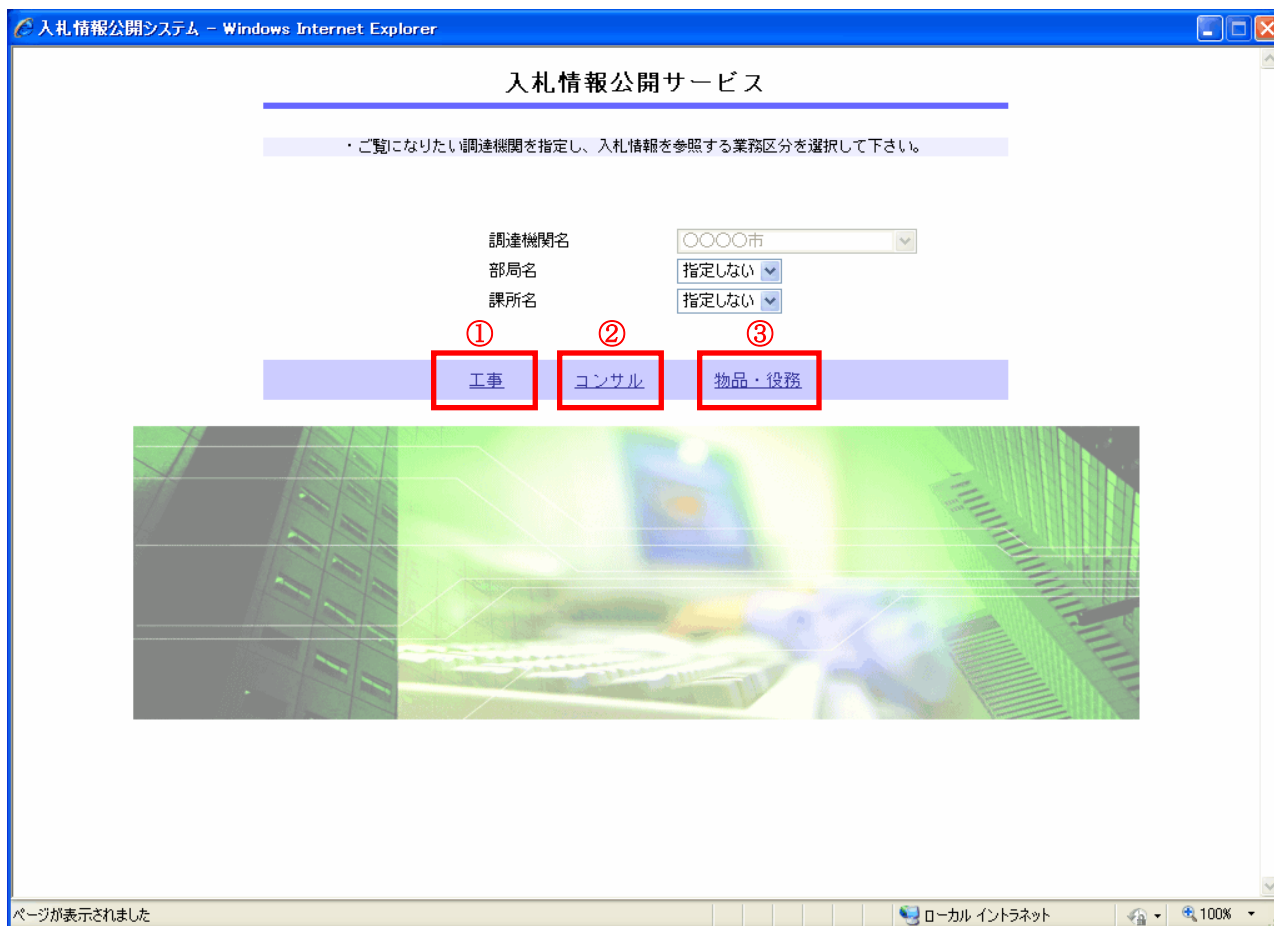 入札情報公開システム - Windows Internet Explorer
入札情報公開サービス
・ご覧になりたい調達機関を指定し、入札情報を参照する業務区分を選択して下さい。
調達機関名 ○○○○市
部局名 指定しない
課所名 指定しない
① ② ③
工事 コンサル 物品・役務
ページが表示されました ローカル イントラネット 100%